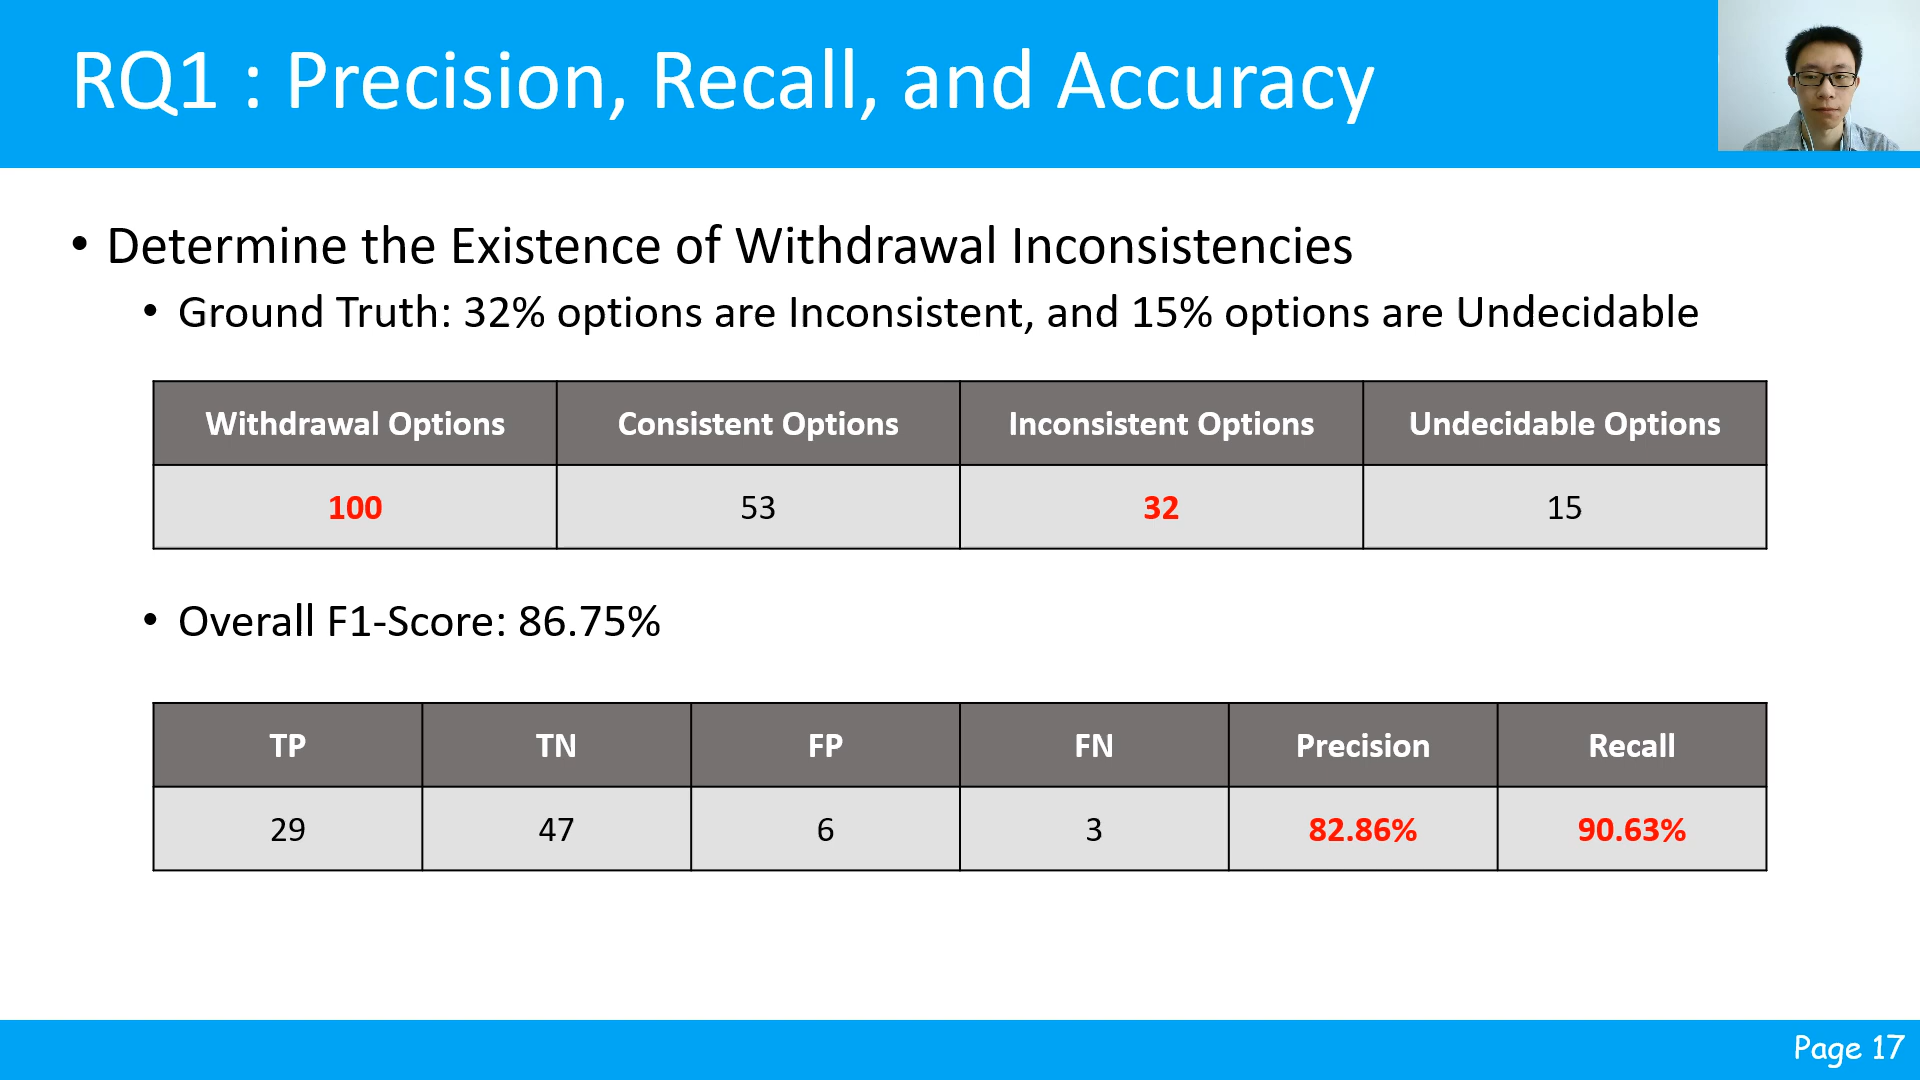 RQ1 : Precision, Recall, and Accuracy
• Determine the Existence of Withdrawal Inconsistencies
• Ground Truth: 32% options are Inconsistent, and 15% options are Undecidable
Withdrawal Options Consistent Options Inconsistent Options Undecidable Options
100 53 32 15
• Overall F1-Score: 86.75%
TP TN FP FN Precision Recall
29 47 6 3 82.86% 90.63%
Page 17